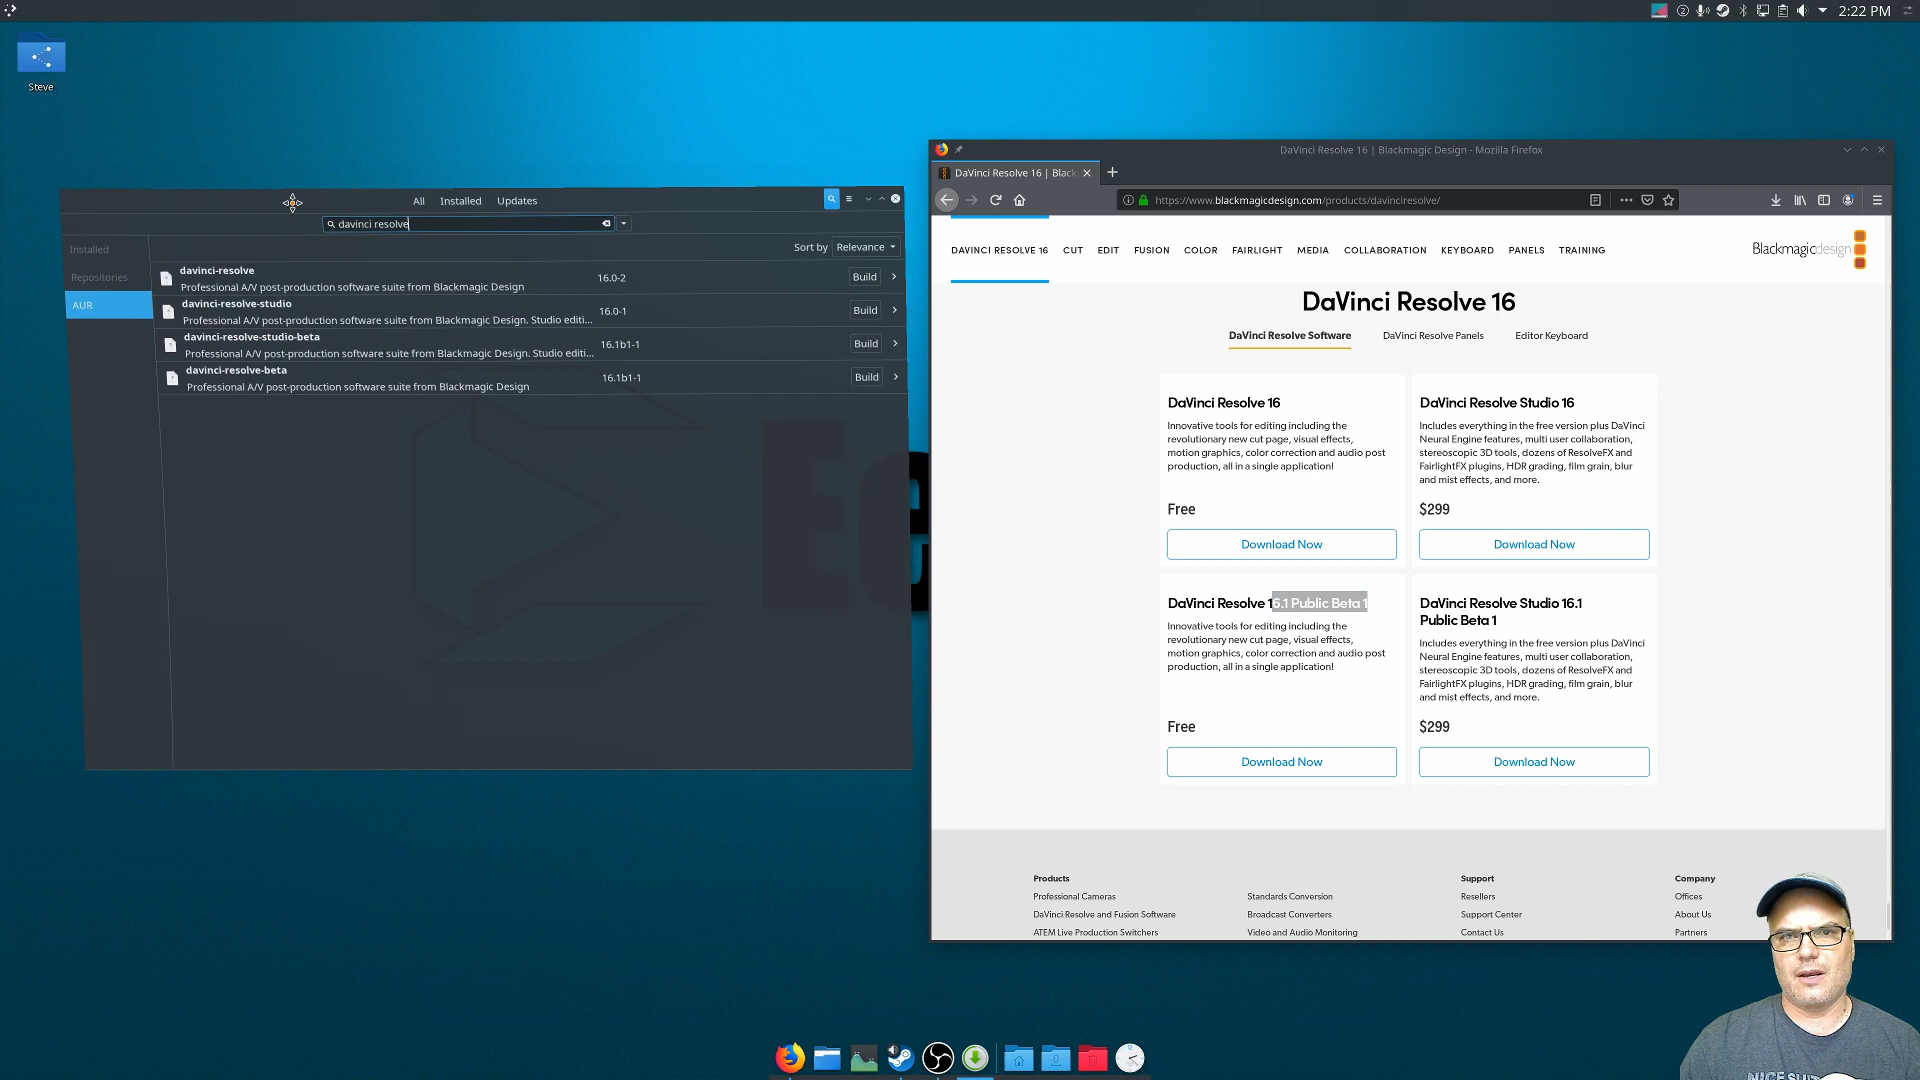 2:22 PM
Steve
All Installed Updates
davinci resolve
Installed
Repositories
AUR
Sort by Relevance
davinci-resolve
Professional A/V post-production software suite from Blackmagic Design
16.0-2
Build
davinci-resolve-studio
Professional A/V post-production software suite from Blackmagic Design. Studio editi...
16.0-1
Build
davinci-resolve-studio-beta
Professional A/V post-production software suite from Blackmagic Design. Studio editi...
16.1b1-1
Build
davinci-resolve-beta
Professional A/V post-production software suite from Blackmagic Design
16.1b1-1
Build
DaVinci Resolve 16 | Blackmagic Design - Mozilla Firefox
DaVinci Resolve 16 | Black
https://www.blackmagicdesign.com/products/davinciresolve/
DAVINCI RESOLVE 16 CUT EDIT FUSION COLOR FAIRLIGHT MEDIA COLLABORATION KEYBOARD PANELS TRAINING
Blackmagicdesign
DaVinci Resolve 16
DaVinci Resolve Software DaVinci Resolve Panels Editor Keyboard
DaVinci Resolve 16
Innovative tools for editing including the
revolutionary new cut page, visual effects,
motion graphics, color correction and audio post
production, all in a single application!
Free
Download Now
DaVinci Resolve Studio 16
Includes everything in the free version plus DaVinci
Neural Engine features, multi user collaboration,
stereoscopic 3D tools, dozens of ResolveFX and
FairlightFX plugins, HDR grading, film grain, blur
and mist effects, and more.
$299
Download Now
DaVinci Resolve 16.1 Public Beta 1
Innovative tools for editing including the
revolutionary new cut page, visual effects,
motion graphics, color correction and audio post
production, all in a single application!
Free
Download Now
DaVinci Resolve Studio 16.1
Public Beta 1
Includes everything in the free version plus DaVinci
Neural Engine features, multi user collaboration,
stereoscopic 3D tools, dozens of ResolveFX and
FairlightFX plugins, HDR grading, film grain, blur
and mist effects, and more.
$299
Download Now
Products
Professional Cameras
DaVinci Resolve and Fusion Software
ATEM Live Production Switchers
Standards Conversion
Broadcast Converters
Video and Audio Monitoring
Support
Resellers
Support Center
Contact Us
Company
Offices
About Us
Partners